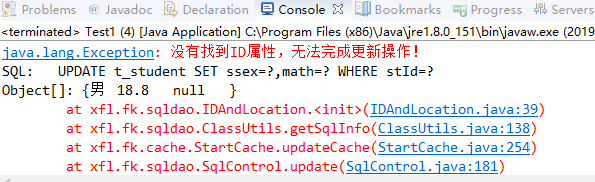 Problems @ Javadoc Declaration Console Bookmarks Progress Search
<terminated> Test1 (4) [Java Application] C:\Program Files (x86)\Java\jre1.8.0_151\bin\javaw.exe (2019
java.lang.Exception: 没有找到ID属性，无法完成更新操作！
SQL: UPDATE t_student SET ssex=?,math=? WHERE stId=?
Object[]: {男 18.8 null }
at xfl.fk.sqldao.IDAndLocation.<init>(IDAndLocation.java:39)
at xfl.fk.sqldao.ClassUtils.getSqlInfo(ClassUtils.java:138)
at xfl.fk.cache.StartCache.updateCache(StartCache.java:254)
at xfl.fk.sqldao.SqlControl.update(SqlControl.java:181)